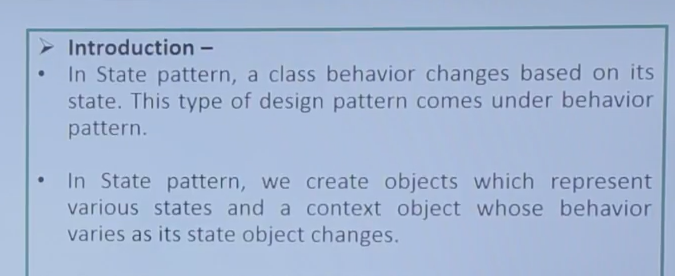 ➤ Introduction –
• In State pattern, a class behavior changes based on its
state. This type of design pattern comes under behavior
pattern.
• In State pattern, we create objects which represent
various states and a context object whose behavior
varies as its state object changes.